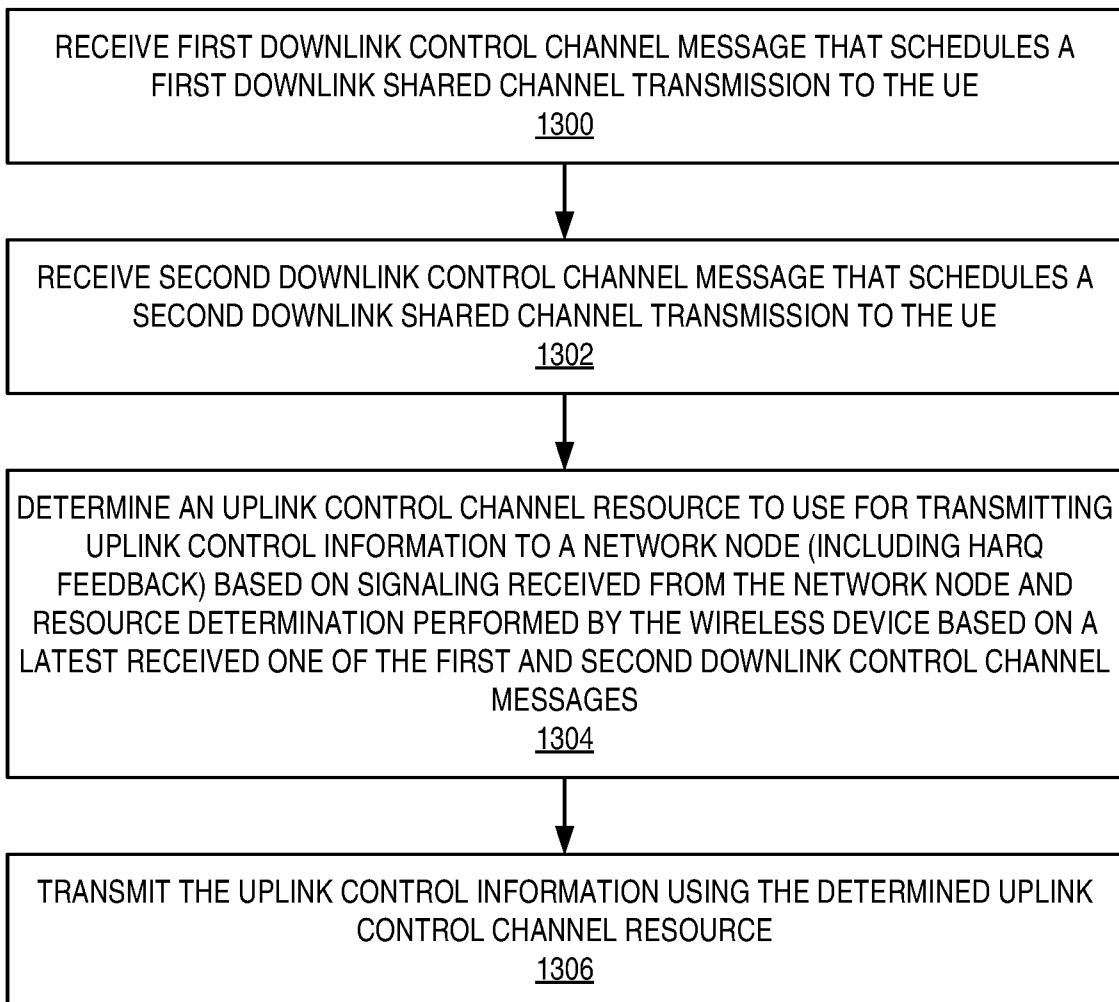 RECEIVE FIRST DOWNLINK CONTROL CHANNEL MESSAGE THAT SCHEDULES A
FIRST DOWNLINK SHARED CHANNEL TRANSMISSION TO THE UE
1300
RECEIVE SECOND DOWNLINK CONTROL CHANNEL MESSAGE THAT SCHEDULES A
SECOND DOWNLINK SHARED CHANNEL TRANSMISSION TO THE UE
1302
DETERMINE AN UPLINK CONTROL CHANNEL RESOURCE TO USE FOR TRANSMITTING
UPLINK CONTROL INFORMATION TO A NETWORK NODE (INCLUDING HARQ
FEEDBACK) BASED ON SIGNALING RECEIVED FROM THE NETWORK NODE AND
RESOURCE DETERMINATION PERFORMED BY THE WIRELESS DEVICE BASED ON A
LATEST RECEIVED ONE OF THE FIRST AND SECOND DOWNLINK CONTROL CHANNEL
MESSAGES
1304
TRANSMIT THE UPLINK CONTROL INFORMATION USING THE DETERMINED UPLINK
CONTROL CHANNEL RESOURCE
1306